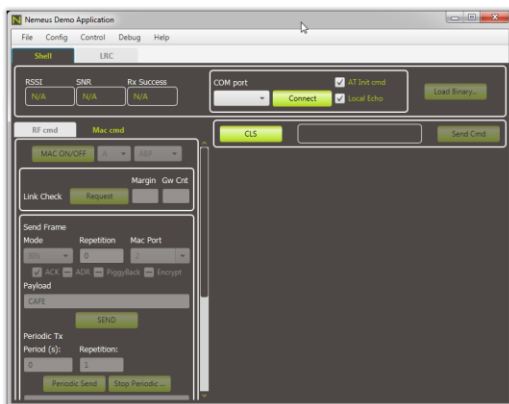 Nemeus Demo Application
File Config Control Debug Help
Shell LRC
RSSI SNR Rx Success
N/A N/A N/A
COM port
Connect
AT Init cmd
Local Echo
Load Binary...
RF cmd Mac cmd
CLS Send Cmd
MAC ON/OFF A ABP
Margin Gw Cnt
Link Check Request
Send Frame
Mode Repetition Mac Port
BIN 0 2
ACK ADR PiggyBack Encrypt
Payload
CAFE
SEND
Periodic Tx
Period (s): Repetition:
0 1
Periodic Send Stop Periodic ...